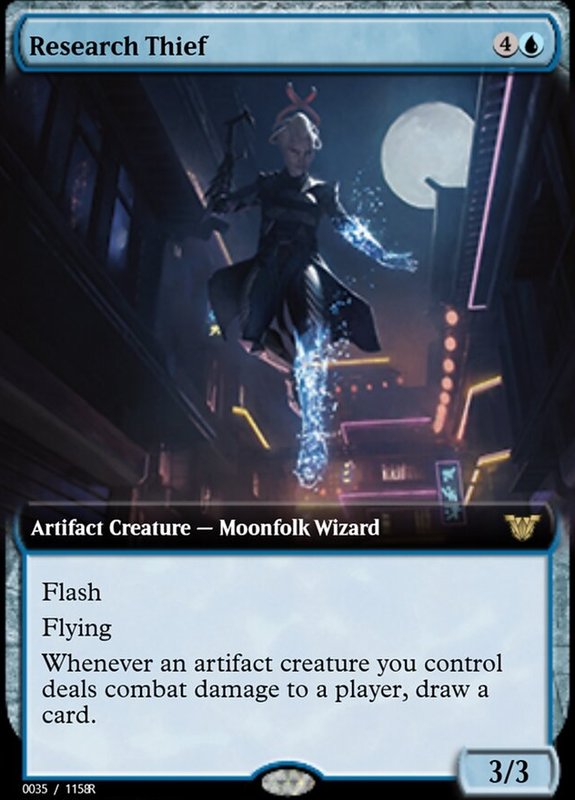 Research Thief 4
Artifact Creature — Moonfolk Wizard
Flash
Flying
Whenever an artifact creature you control
deals combat damage to a player, draw a
card.
3/3
0035 / 1158R